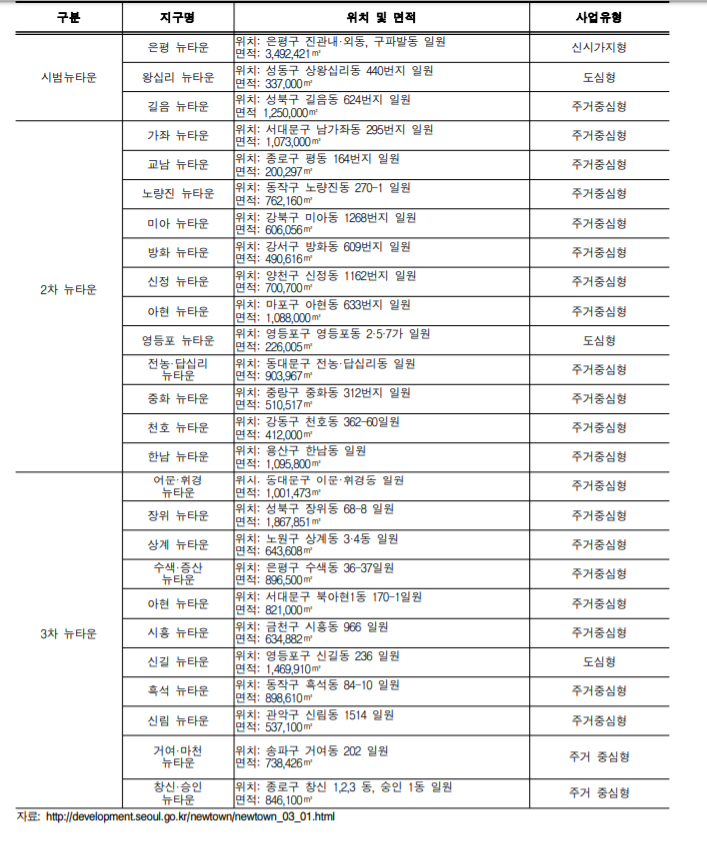 구분 지구명 위치 및 면적 사업유형
시범뉴타운
은평 뉴타운
위치: 은평구 진관내·외동, 구파발동 일원
면적: 3,492,421㎡
신시가지형
왕십리 뉴타운
위치: 성동구 상왕십리동 440번지 일원
면적: 337,000㎡
도심형
길음 뉴타운
위치: 성북구 길음동 624번지 일원
면적 1,250,000㎡
주거중심형
2차 뉴타운
가좌 뉴타운
위치: 서대문구 남가좌동 295번지 일원
면적: 1,073,000㎡
주거중심형
교남 뉴타운
위치: 종로구 평동 164번지 일원
면적: 200,297㎡
주거중심형
노량진 뉴타운
위치: 동작구 노량진동 270-1 일원
면적: 762,160㎡
주거중심형
미아 뉴타운
위치: 강북구 미아동 1268번지 일원
면적: 606,056㎡
주거중심형
방화 뉴타운
위치: 강서구 방화동 609번지 일원
면적: 490,616㎡
주거중심형
신정 뉴타운
위치: 양천구 신정동 1162번지 일원
면적: 700,700㎡
주거중심형
아현 뉴타운
위치: 마포구 아현동 633번지 일원
면적: 1,088,000㎡
주거중심형
영등포 뉴타운
위치: 영등포구 영등포동 2·5·7가 일원
면적: 226,005㎡
도심형
전농·답십리
뉴타운
위치: 동대문구 전농·답십리동 일원
면적: 903,967㎡
주거중심형
중화 뉴타운
위치: 중랑구 중화동 312번지 일원
면적: 510,517㎡
주거중심형
천호 뉴타운
위치: 강동구 천호동 362-60일원
면적: 412,000㎡
주거중심형
한남 뉴타운
위치: 용산구 한남동 일원
면적: 1,095,800㎡
주거중심형
3차 뉴타운
이문·휘경
뉴타운
위치: 동대문구 이문·휘경동 일원
면적: 1,001,473㎡
주거중심형
장위 뉴타운
위치: 성북구 장위동 68-8 일원
면적: 1,867,851㎡
주거중심형
상계 뉴타운
위치: 노원구 상계동 3·4동 일원
면적: 643,608㎡
주거중심형
수색·증산
뉴타운
위치: 은평구 수색동 36-37일원
면적: 896,500㎡
주거중심형
아현 뉴타운
위치: 서대문구 북아현1동 170-1일원
면적: 821,000㎡
주거중심형
시흥 뉴타운
위치: 금천구 시흥동 966 일원
면적: 634,882㎡
주거중심형
신길 뉴타운
위치: 영등포구 신길동 236 일원
면적: 1,469,910㎡
도심형
흑석 뉴타운
위치: 동작구 흑석동 84-10 일원
면적: 898,610㎡
주거중심형
신림 뉴타운
위치: 관악구 신림동 1514 일원
면적: 537,100㎡
주거중심형
거여·마천
뉴타운
위치: 송파구 거여동 202 일원
면적: 738,426㎡
주거 중심형
창신·숭인
뉴타운
위치: 종로구 창신 1,2,3 동, 숭인 1동 일원
면적: 846,100㎡
주거 중심형
자료: http://development.seoul.go.kr/newtown/newtown_03_01.html